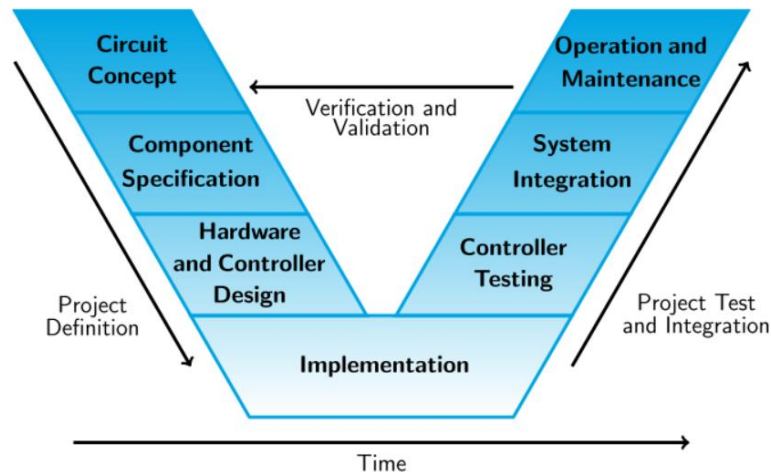 Circuit
Concept
Component
Specification
Hardware
and Controller
Design
Project
Definition
Implementation
Verification and
Validation
Operation and
Maintenance
System
Integration
Controller
Testing
Project Test
and Integration
Time